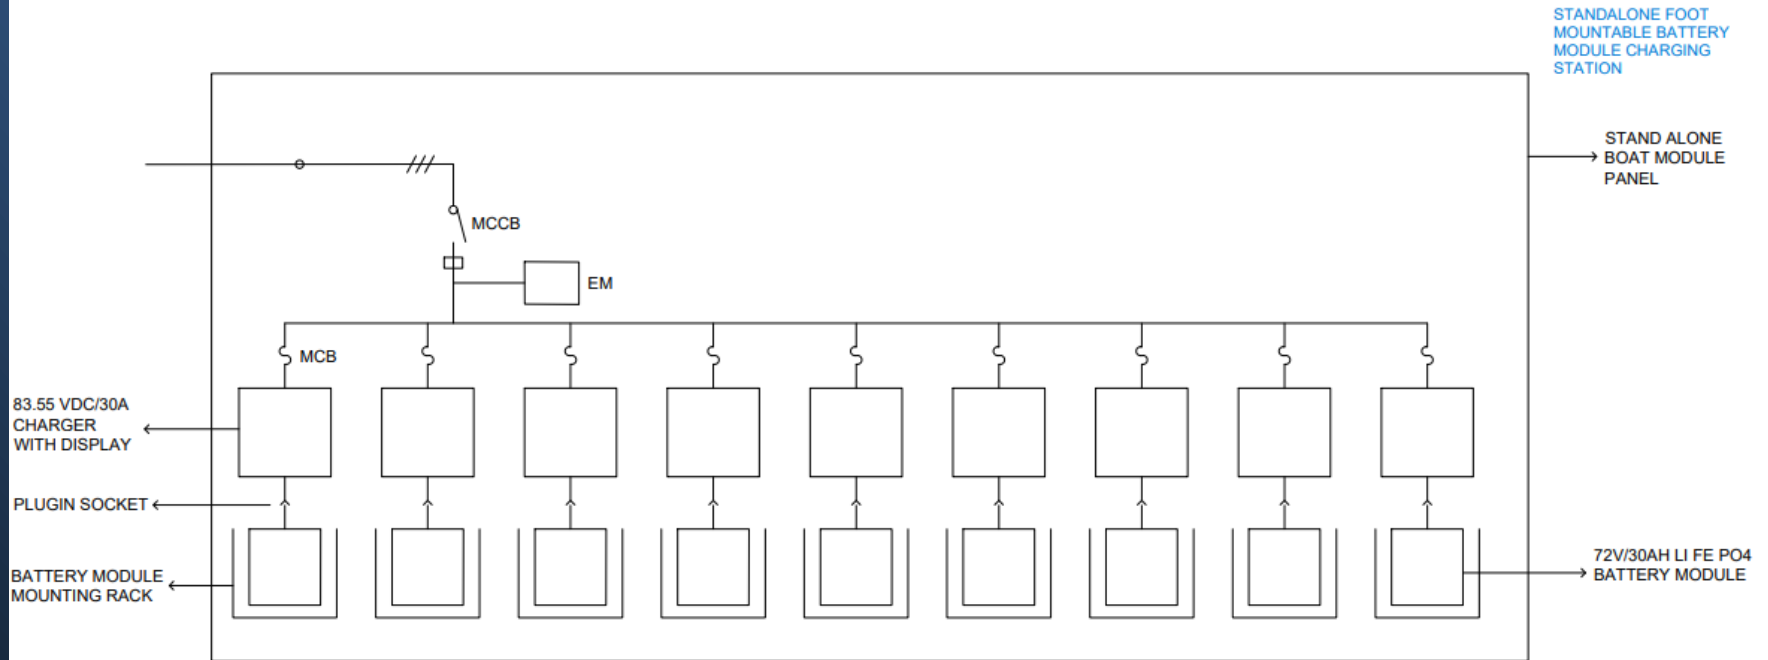 STANDALONE FOOT
MOUNTABLE BATTERY
MODULE CHARGING
STATION
STAND ALONE
BOAT MODULE
PANEL
MCCB
EM
MCB
83.55 VDC/30A
CHARGER
WITH DISPLAY
PLUGIN SOCKET
BATTERY MODULE
MOUNTING RACK
72V/30AH LI FE PO4
BATTERY MODULE